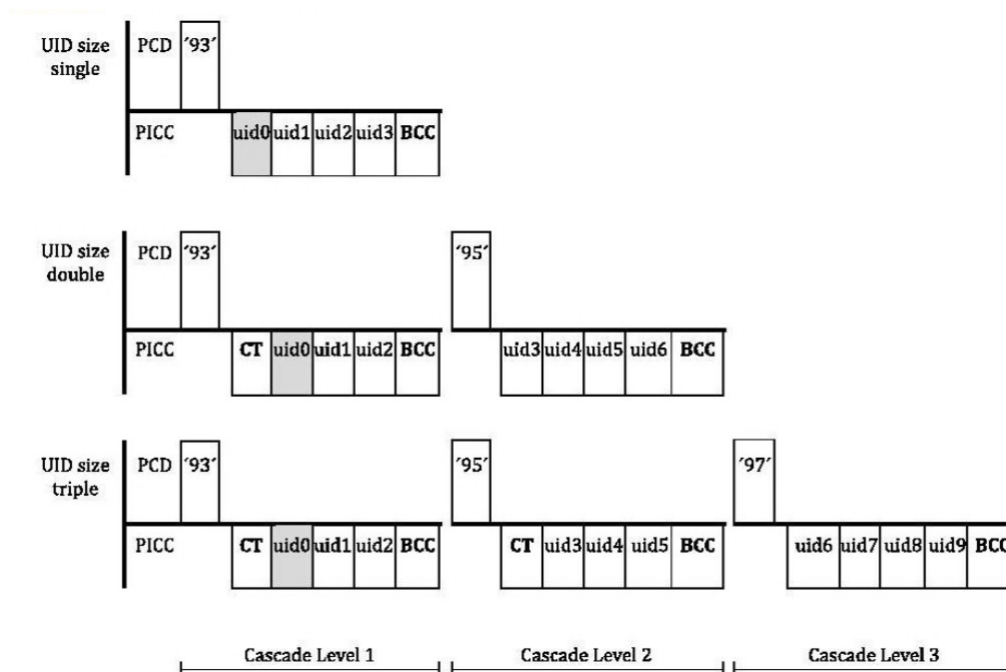 UID size single PCD ´93´
PICC uid0 uid1 uid2 uid3 BCC
UID size double PCD ´93´ ´95´
PICC CT uid0 uid1 uid2 BCC uid3 uid4 uid5 uid6 BCC
UID size triple PCD ´93´ ´95´ ´97´
PICC CT uid0 uid1 uid2 BCC CT uid3 uid4 uid5 BCC uid6 uid7 uid8 uid9 BCC
Cascade Level 1 Cascade Level 2 Cascade Level 3